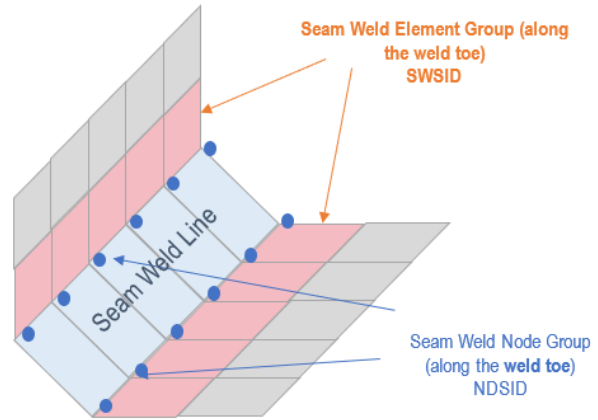 Seam Weld Element Group (along
the weld toe)
SWSID
Seam Weld Line
Seam Weld Node Group
(along the weld toe)
NDSID